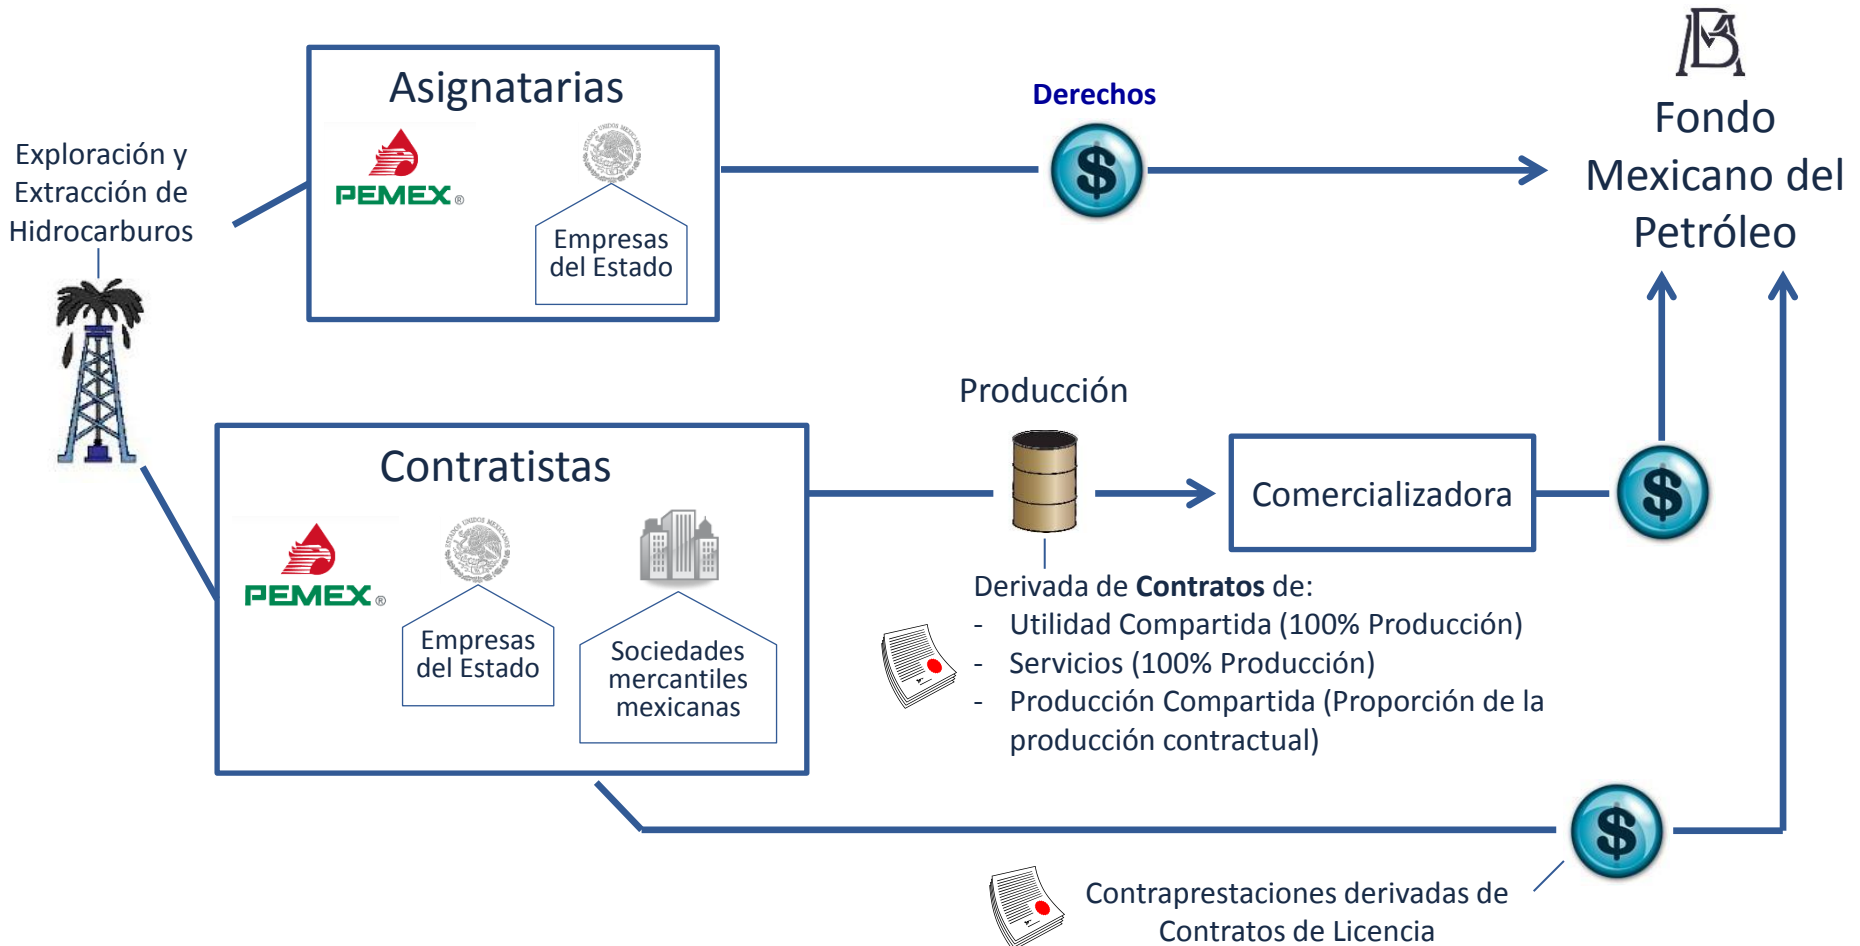 Asignatarias
PEMEX®
Empresas
del Estado
Derechos
$
Fondo
Mexicano del
Petróleo
Exploración y
Extracción de
Hidrocarburos
Contratistas
PEMEX®
Empresas
del Estado
Sociedades
mercantiles
mexicanas
Producción
Comercializadora
$
Derivada de Contratos de:
- Utilidad Compartida (100% Producción)
- Servicios (100% Producción)
- Producción Compartida (Proporción de la
producción contractual)
$
Contraprestaciones derivadas de
Contratos de Licencia